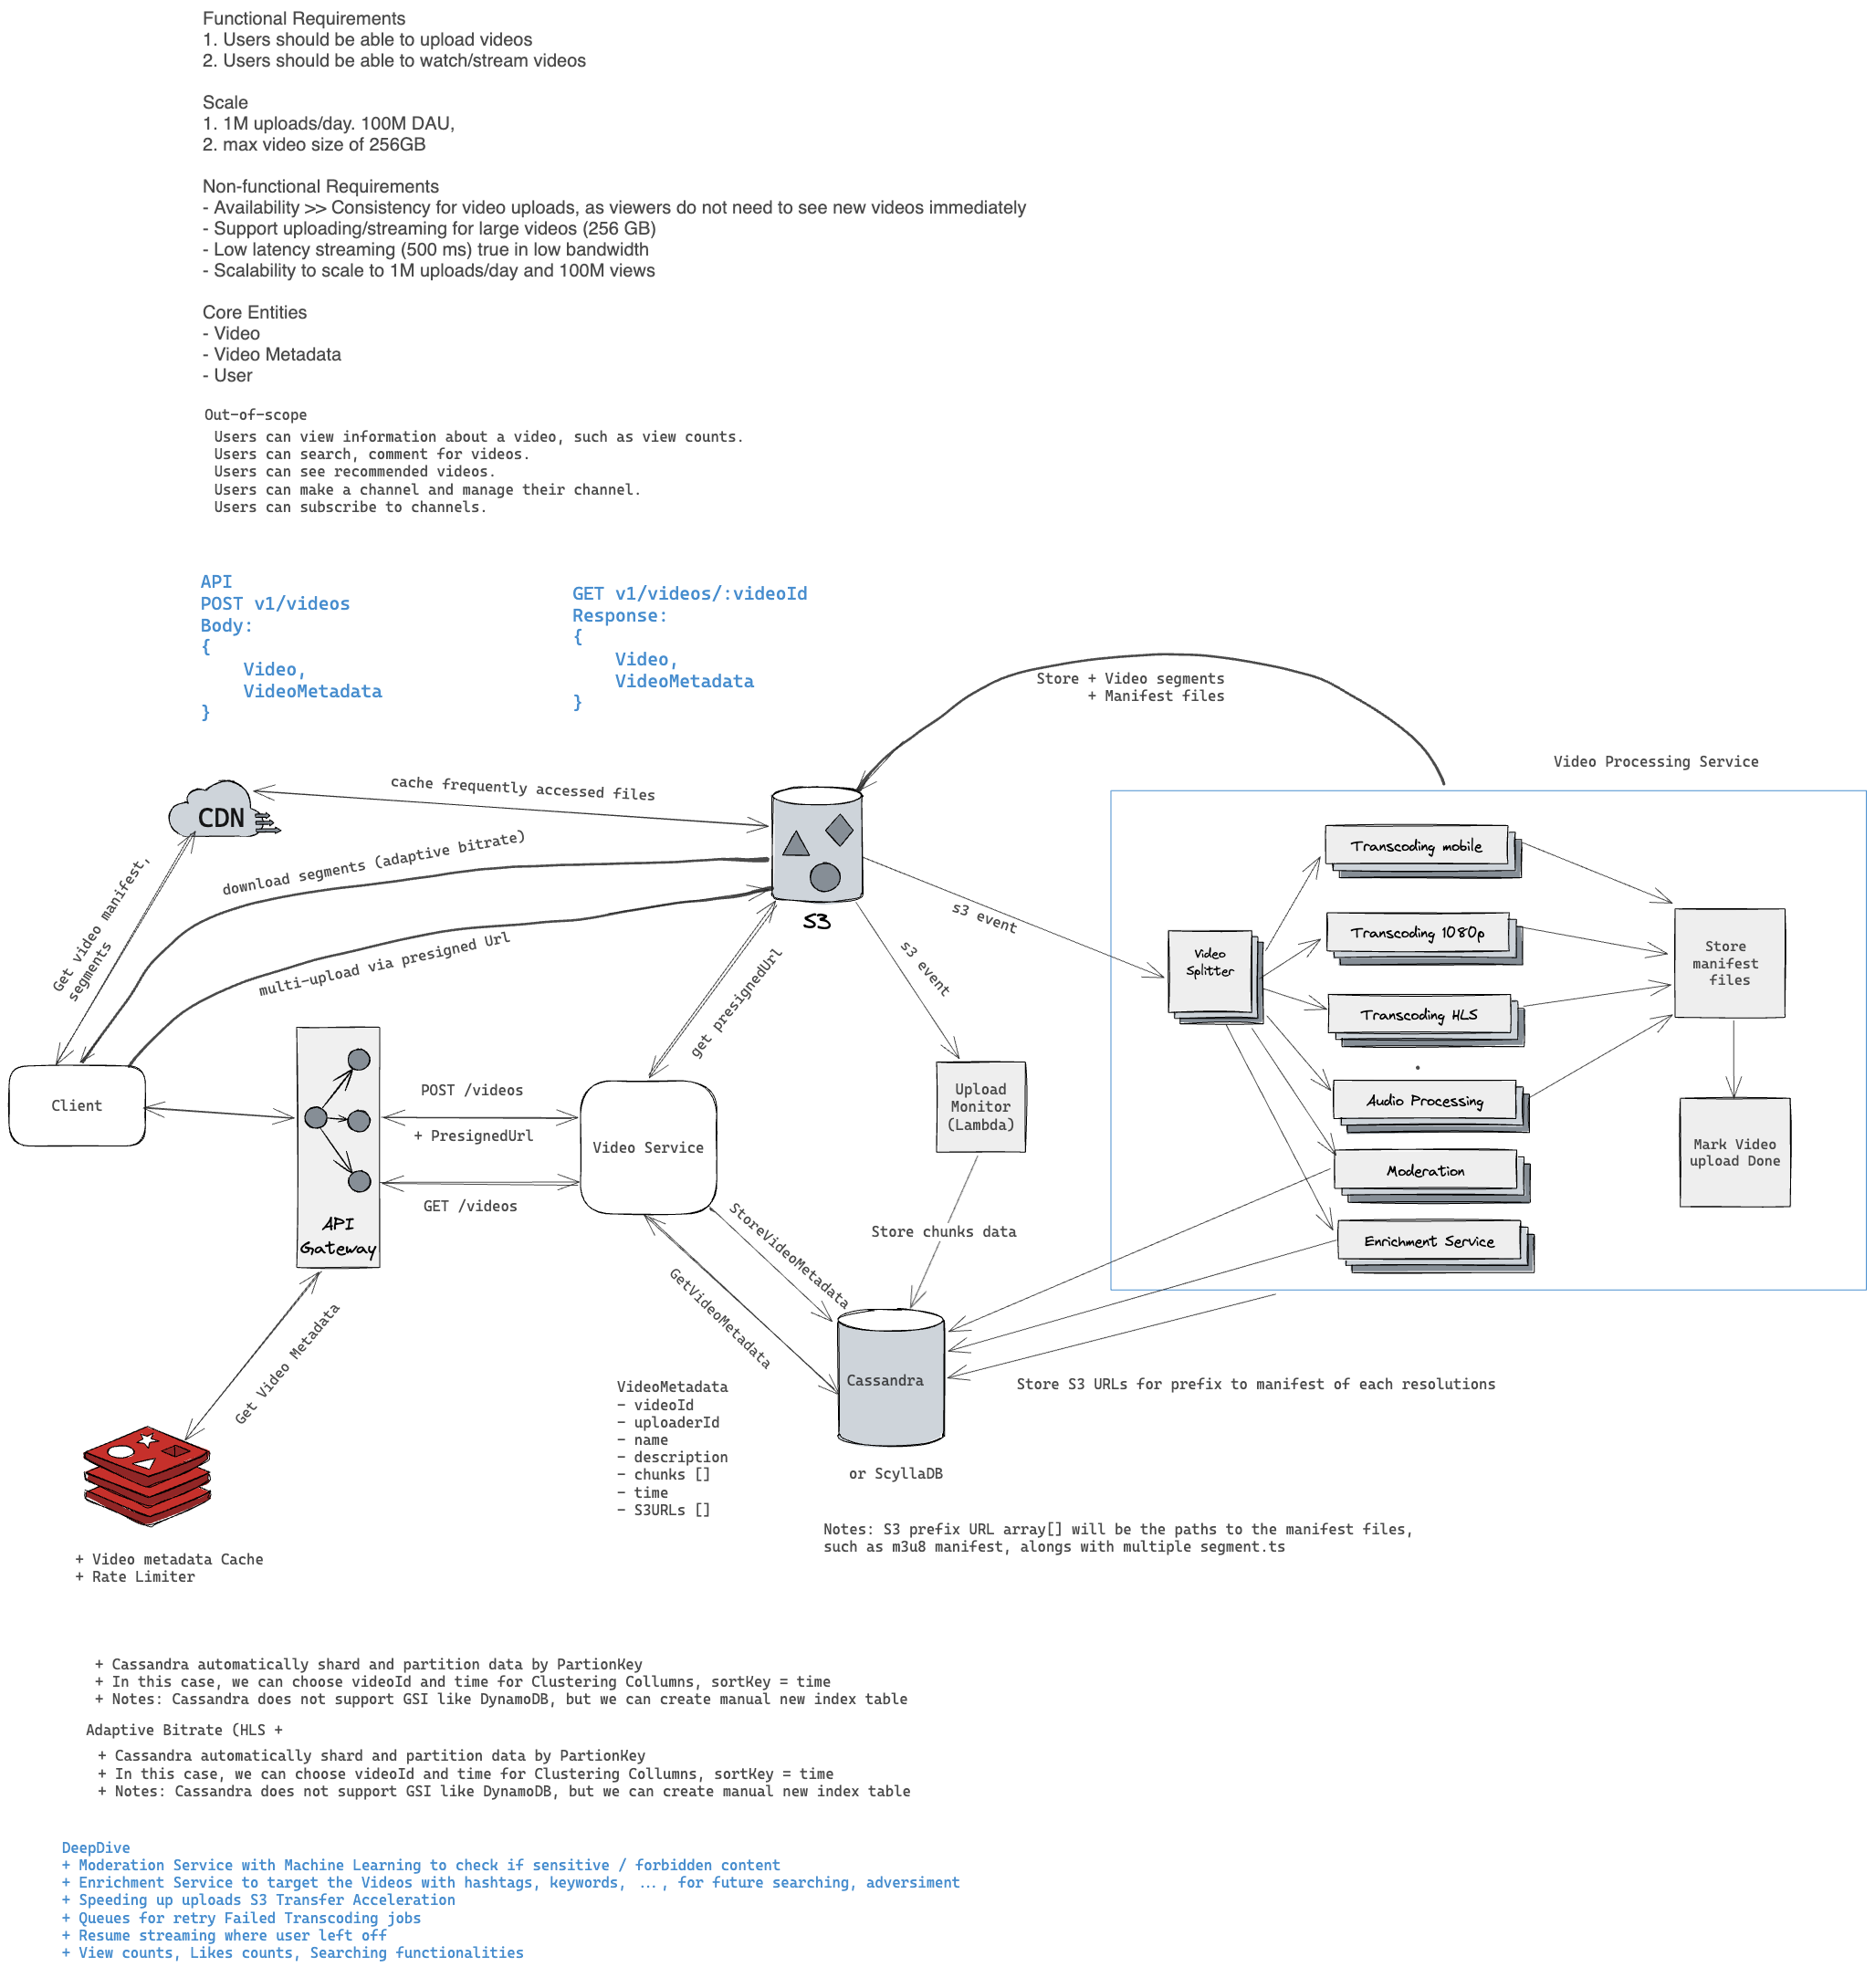 Functional Requirements
1. Users should be able to upload videos
2. Users should be able to watch/stream videos
Scale
1. 1M uploads/day. 100M DAU,
2. max video size of 256GB
Non-functional Requirements
- Availability >> Consistency for video uploads, as viewers do not need to see new videos immediately
- Support uploading/streaming for large videos (256 GB)
- Low latency streaming (500 ms) true in low bandwidth
- Scalability to scale to 1M uploads/day and 100M views
Core Entities
- Video
- Video Metadata
- User
Out-of-scope
Users can view information about a video, such as view counts.
Users can search, comment for videos.
Users can see recommended videos.
Users can make a channel and manage their channel.
Users can subscribe to channels.
API
POST v1/videos
Body:
{
Video,
VideoMetadata
}
GET v1/videos/:videoId
Response:
{
Video,
VideoMetadata
}
Store + Video segments
+ Manifest files
Video Processing Service
cache frequently accessed files
CDN
download segments (adaptive bitrate)
Get video manifest,
segments
multi-upload via presigned Url
S3
s3 event
s3 event
get presignedUrl
Video
Splitter
Transcoding mobile
Transcoding 1080p
Transcoding HLS
.
Audio Processing
Moderation
Enrichment Service
Store
manifest
files
Mark Video
upload Done
Client
API
Gateway
POST /videos
+ PresignedUrl
GET /videos
Video Service
Upload
Monitor
(Lambda)
Store chunks data
StoreVideoMetadata
GetVideoMetadata
Get Video Metadata
Cassandra
or ScyllaDB
Store S3 URLs for prefix to manifest of each resolutions
VideoMetadata
- videoId
- uploaderId
- name
- description
- chunks []
- time
- S3URLs []
Notes: S3 prefix URL array[] will be the paths to the manifest files,
such as m3u8 manifest, alongs with multiple segment.ts
+ Video metadata Cache
+ Rate Limiter
+ Cassandra automatically shard and partition data by PartionKey
+ In this case, we can choose videoId and time for Clustering Collumns, sortKey = time
+ Notes: Cassandra does not support GSI like DynamoDB, but we can create manual new index table
Adaptive Bitrate (HLS +
+ Cassandra automatically shard and partition data by PartionKey
+ In this case, we can choose videoId and time for Clustering Collumns, sortKey = time
+ Notes: Cassandra does not support GSI like DynamoDB, but we can create manual new index table
DeepDive
+ Moderation Service with Machine Learning to check if sensitive / forbidden content
+ Enrichment Service to target the Videos with hashtags, keywords, ..., for future searching, adversiment
+ Speeding up uploads S3 Transfer Acceleration
+ Queues for retry Failed Transcoding jobs
+ Resume streaming where user left off
+ View counts, Likes counts, Searching functionalities